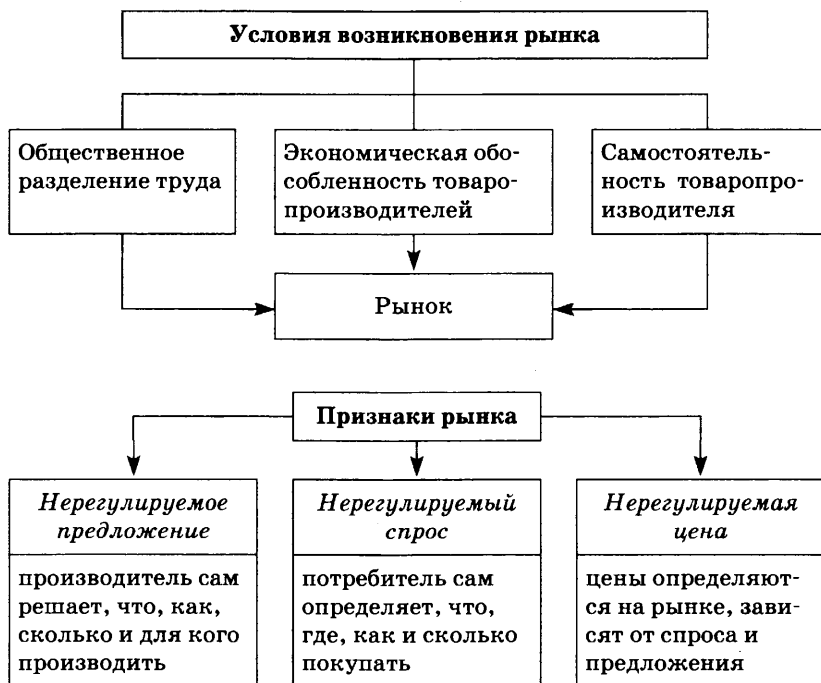 Условия возникновения рынка
Общественное
разделение труда
Экономическая обо-
собленность товаро-
производителей
Самостоятель-
ность товаропро-
изводителя
Рынок
Признаки рынка
Нерегулируемое
предложение
производитель сам
решает, что, как,
сколько и для кого
производить
Нерегулируемый
спрос
потребитель сам
определяет, что,
где, как и сколько
покупать
Нерегулируемая
цена
цены определяют-
ся на рынке, зави-
сят от спроса и
предложения